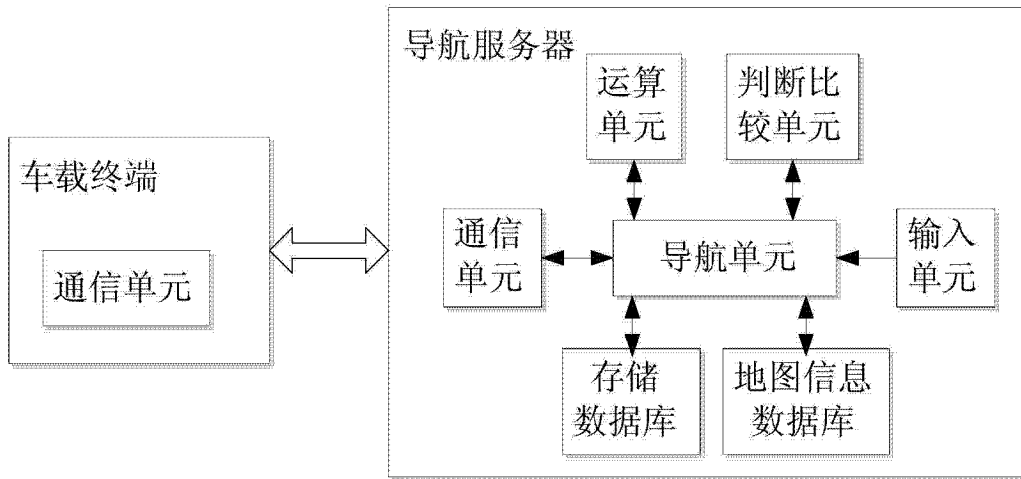 导航服务器
运算
单元
判断比
较单元
车载终端
通信单元
通信
单元
导航单元
输入
单元
存储
数据库
地图信息
数据库